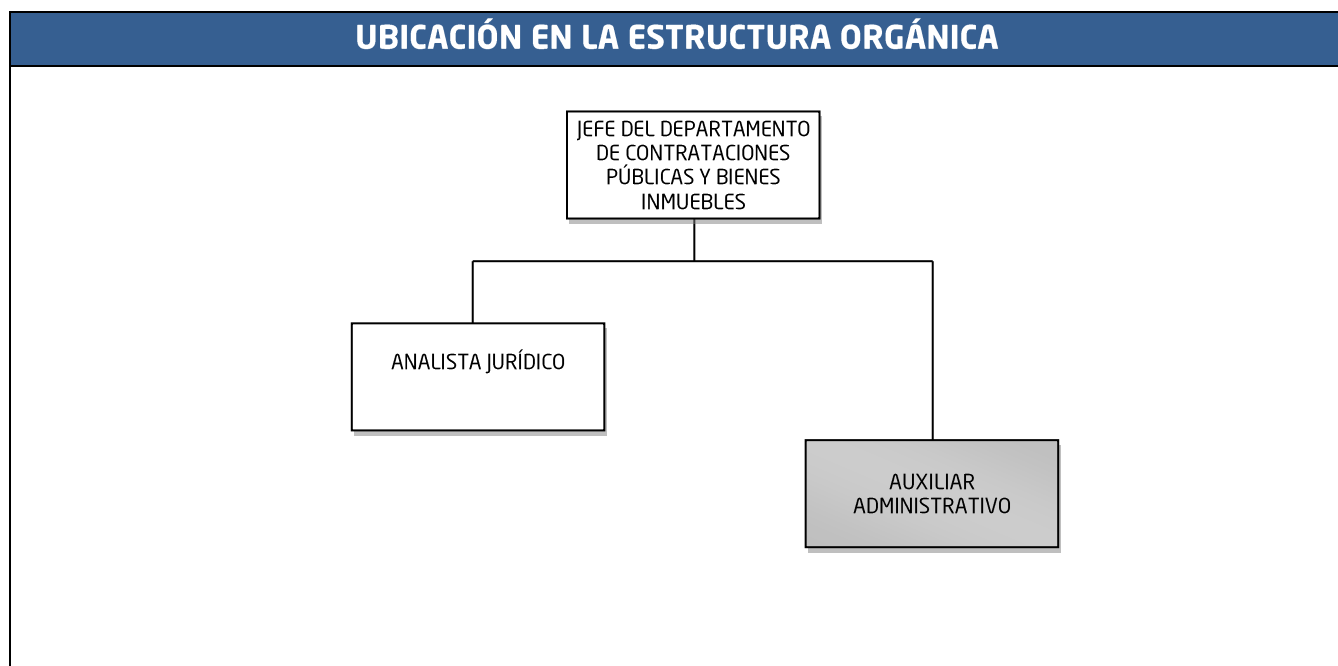 UBICACIÓN EN LA ESTRUCTURA ORGÁNICA
JEFE DEL DEPARTAMENTO
DE CONTRATACIONES
PÚBLICAS Y BIENES
INMUEBLES
ANALISTA JURÍDICO
AUXILIAR
ADMINISTRATIVO